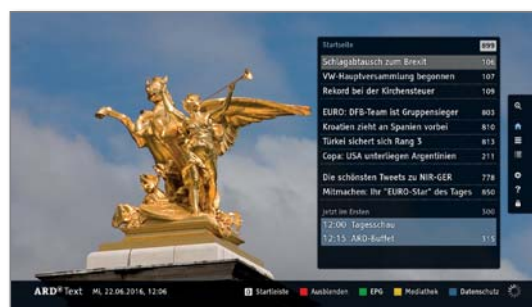 Startseite 899
Schlagabtausch zum Brexit 106
VW-Hauptversammlung begonnen 107
Rekord bei der Kirchensteuer 109
EURO: DFB-Team ist Gruppensieger 803
Kroatien zieht an Spanien vorbei 810
Türkei sichert sich Rang 3 813
Copa: USA unterliegen Argentinien 211
Die schönsten Tweets zu NIR-GER 778
Mitmachen: Ihr "EURO-Star" des Tages 850
Jetzt im Ersten 300
12:00 Tagesschau
12:15 ARD-Buffet 315
ARD Text Mi, 22.06.2016, 12:06 0 Startleiste Ausblenden EPG Mediathek Datenschutz